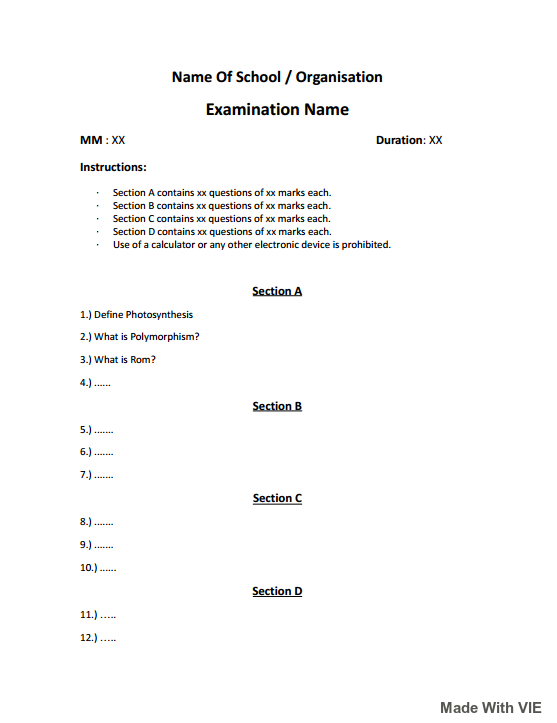 Name Of School / Organisation
Examination Name
MM : XX Duration: XX
Instructions:
· Section A contains xx questions of xx marks each.
· Section B contains xx questions of xx marks each.
· Section C contains xx questions of xx marks each.
· Section D contains xx questions of xx marks each.
· Use of a calculator or any other electronic device is prohibited.
Section A
1.) Define Photosynthesis
2.) What is Polymorphism?
3.) What is Rom?
4.) ......
Section B
5.) .......
6.) .......
7.) .......
Section C
8.) .......
9.) .......
10.) ......
Section D
11.) …..
12.) …..
Made With VIE